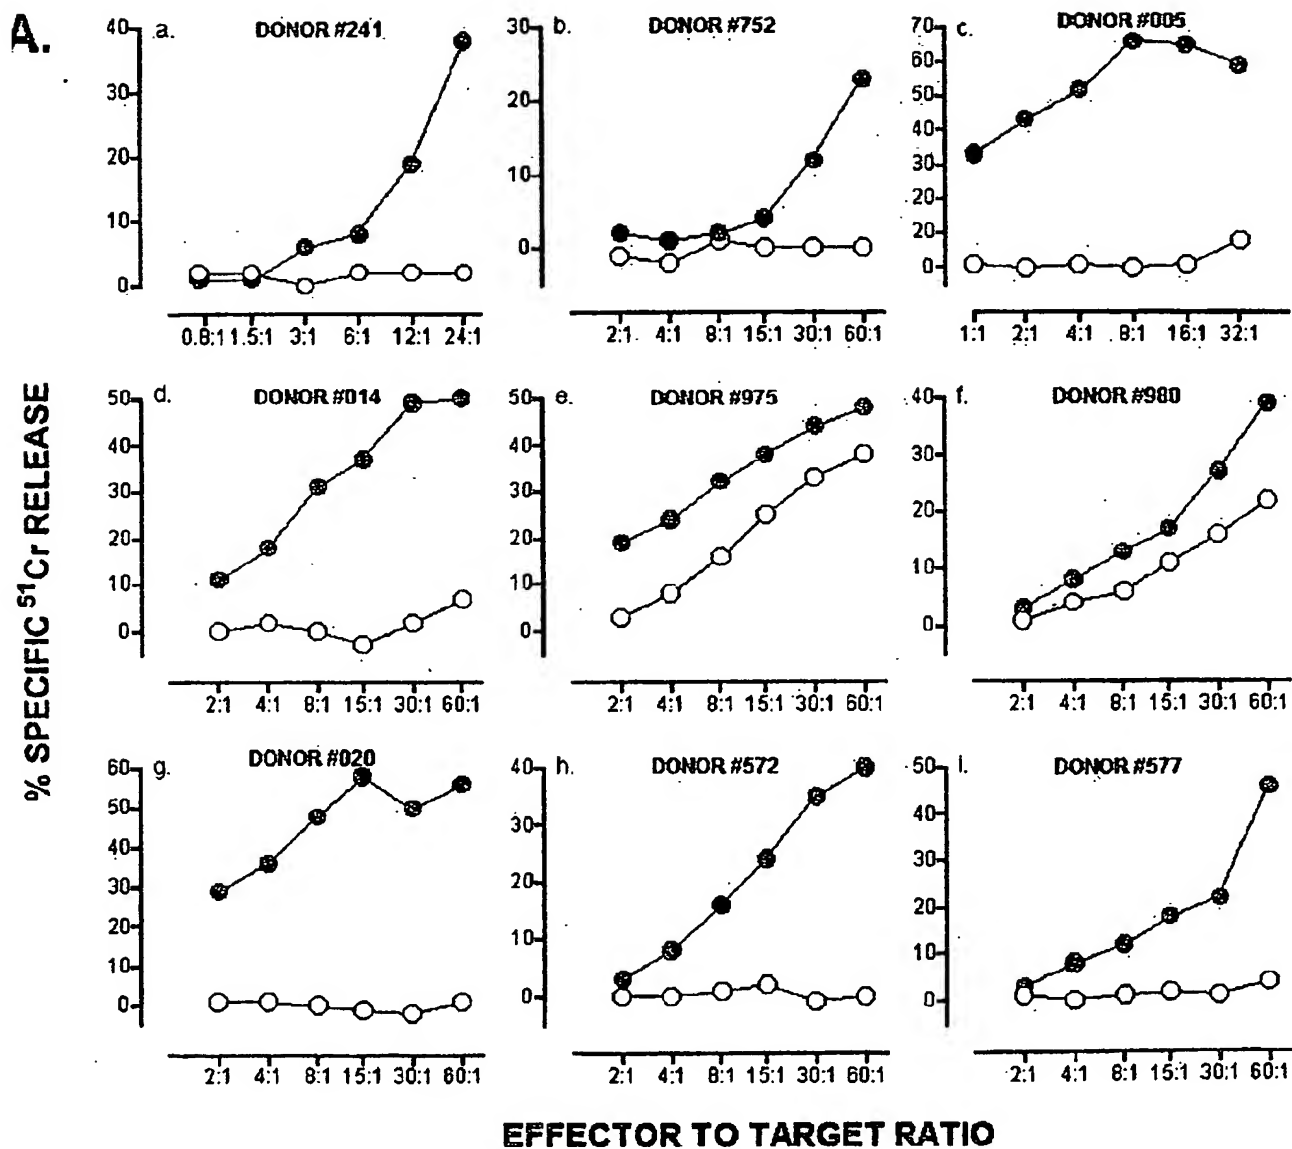 A.
a. DONOR #241
40
30
20
10
0
0.8:1 1.5:1 3:1 6:1 12:1 24:1
b. DONOR #752
30
20
10
0
2:1 4:1 8:1 15:1 30:1 60:1
c. DONOR #005
70
60
50
40
30
20
20
0
1:1 2:1 4:1 8:1 16:1 32:1
% SPECIFIC ⁵¹Cr RELEASE
d. DONOR #014
50
40
30
20
10
0
2:1 4:1 8:1 15:1 30:1 60:1
e. DONOR #975
50
40
30
20
10
0
2:1 4:1 8:1 15:1 30:1 60:1
f. DONOR #980
40
30
20
10
0
2:1 4:1 8:1 15:1 30:1 60:1
g. DONOR #020
60
50
40
30
20
10
0
2:1 4:1 8:1 15:1 30:1 60:1
h. DONOR #572
40
30
20
10
0
2:1 4:1 8:1 15:1 30:1 60:1
i. DONOR #577
50
40
30
20
10
0
2:1 4:1 8:1 15:1 30:1 60:1
EFFECTOR TO TARGET RATIO